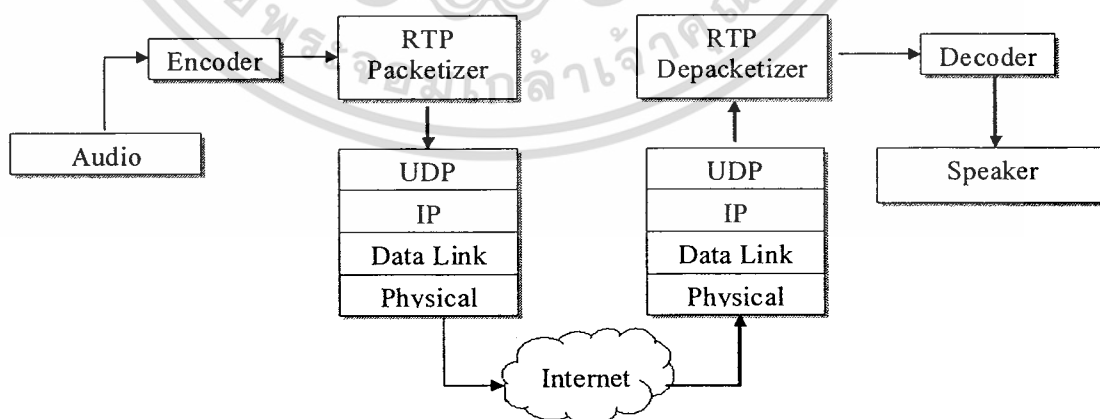 Audio
Encoder
RTP
Packetizer
UDP
IP
Data Link
Physical
Internet
RTP
Depacketizer
UDP
IP
Data Link
Physical
Decoder
Speaker